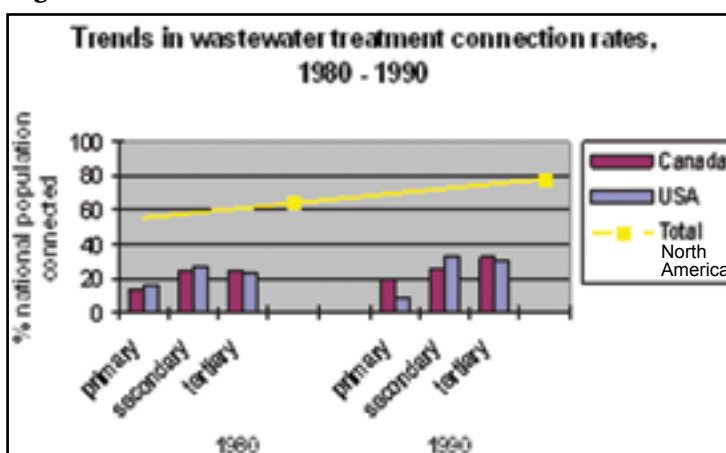 Trends in wastewater treatment connection rates,
1980 - 1990
% national population
connected
100
80
60
40
20
0
primary
secondary
tertiary
primary
secondary
tertiary
1980
1990
Canada
USA
Total
North
America